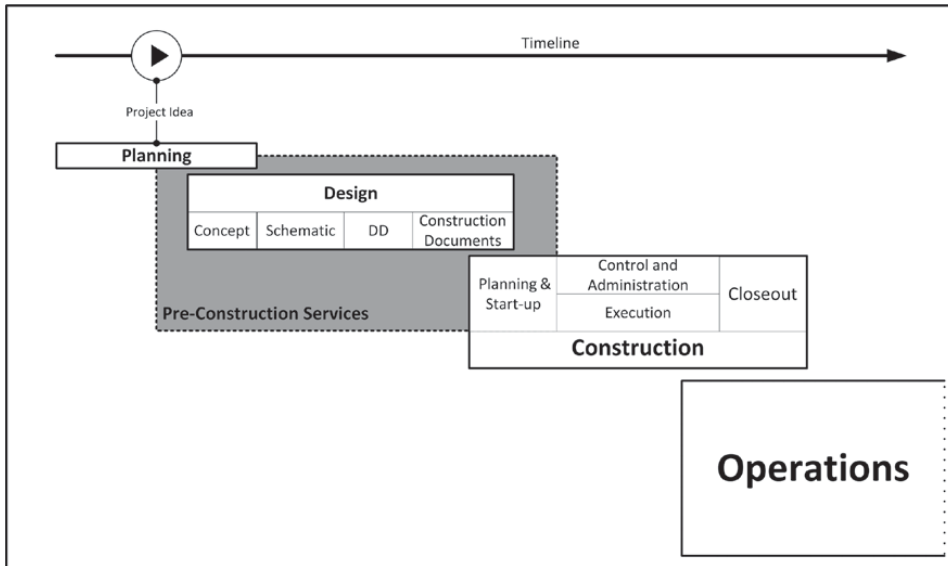 Timeline
Project Idea
Planning
Design
Concept
Schematic
DD
Construction
Documents
Pre-Construction Services
Planning &
Start-up
Control and
Administration
Execution
Closeout
Construction
Operations